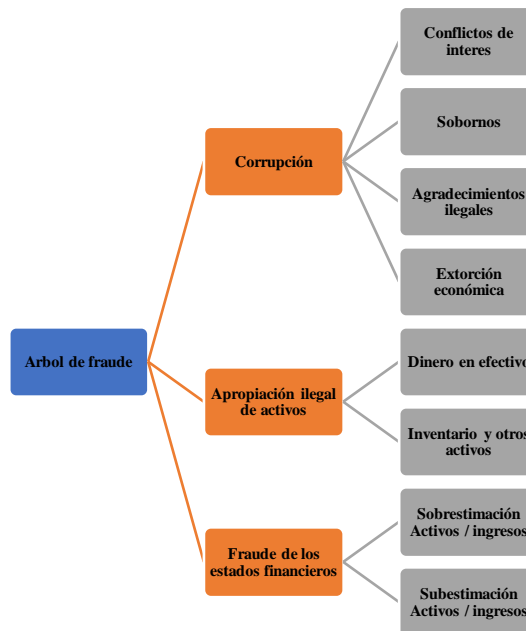 Conflictos de
interes
Sobornos
Corrupción
Agradecimientos
ilegales
Extorción
económica
Arbol de fraude
Dinero en efectivo
Apropiación ilegal
de activos
Inventario y otros
activos
Sobrestimación
Activos / ingresos
Fraude de los
estados financieros
Subestimación
Activos / ingresos